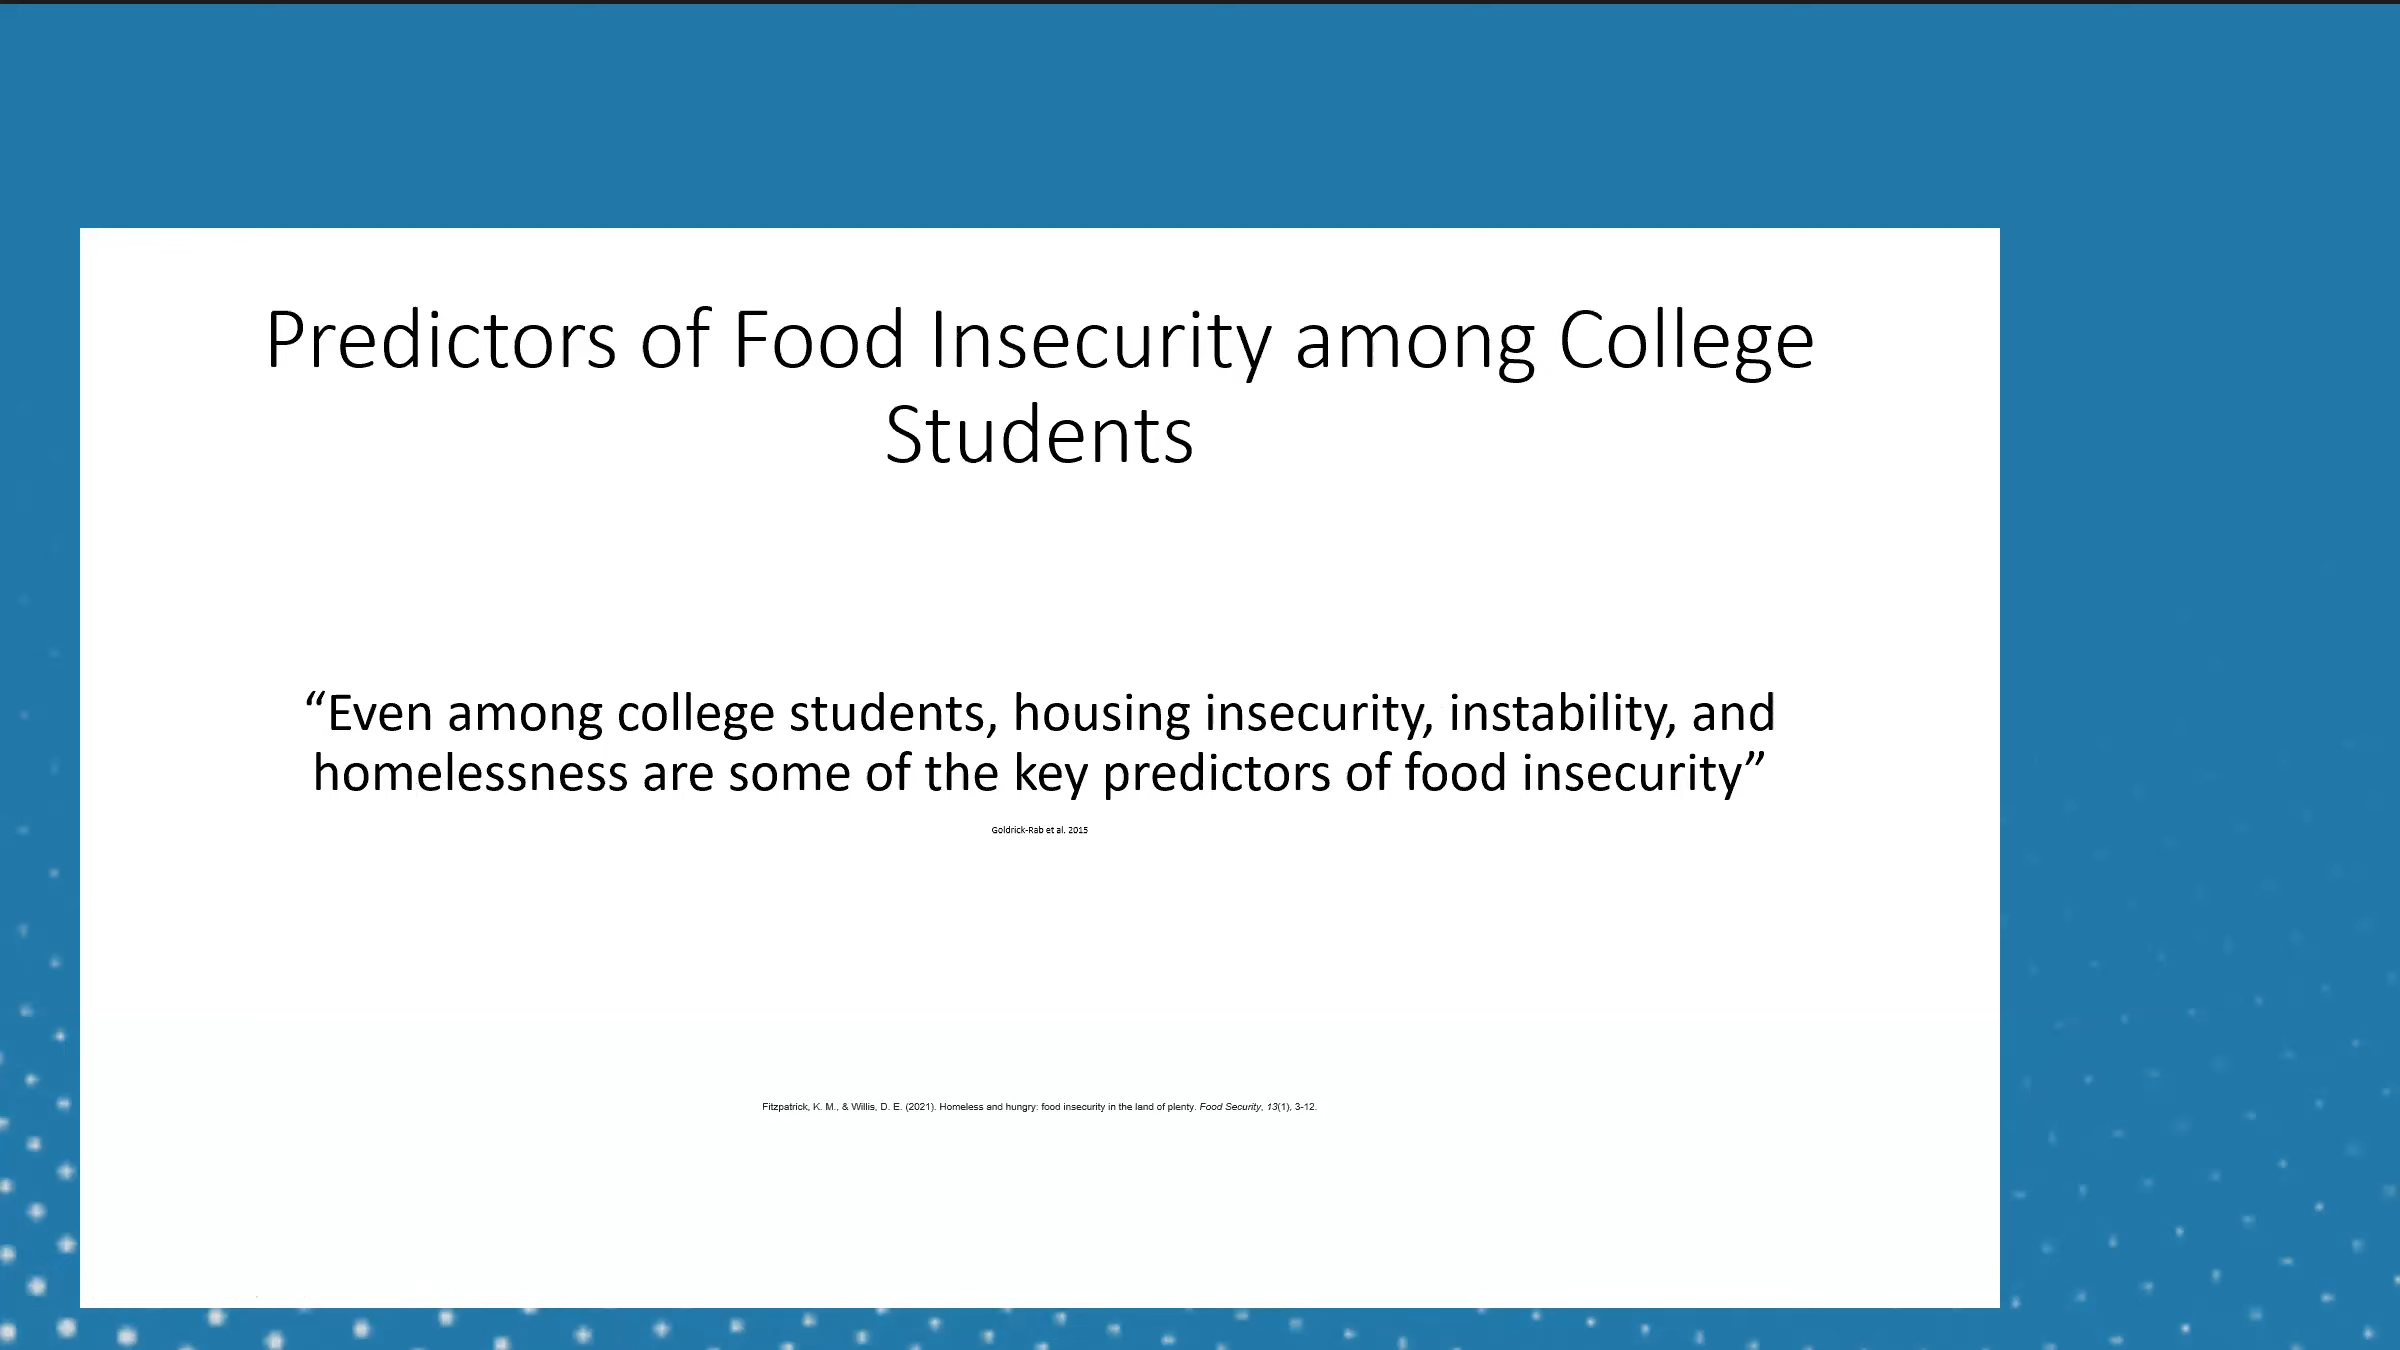 Predictors of Food Insecurity among College
Students
“Even among college students, housing insecurity, instability, and
homelessness are some of the key predictors of food insecurity”
Goldrick-Rab et al. 2015
Fitzpatrick, K. M., & Willis, D. E. (2021). Homeless and hungry: food insecurity in the land of plenty. Food Security, 13(1), 3-12.